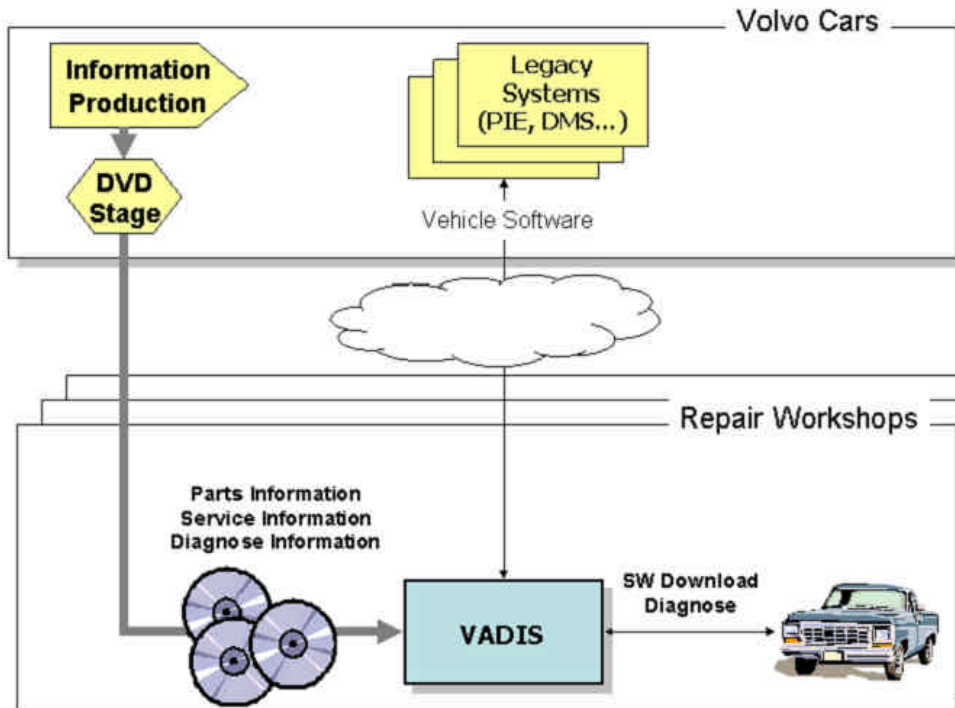 Volvo Cars
Information
Production
Legacy
Systems
(PIE, DMS...)
DVD
Stage
Vehicle Software
Repair Workshops
Parts Information
Service Information
Diagnose Information
VADIS
SW Download
Diagnose